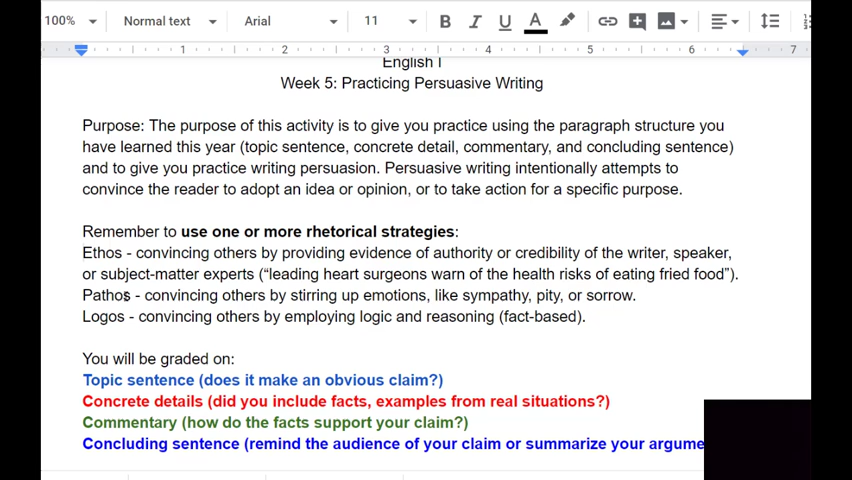 100% Normal text Arial 11 B I U A
1 2 3 4 5 6 7
English I
Week 5: Practicing Persuasive Writing
Purpose: The purpose of this activity is to give you practice using the paragraph structure you
have learned this year (topic sentence, concrete detail, commentary, and concluding sentence)
and to give you practice writing persuasion. Persuasive writing intentionally attempts to
convince the reader to adopt an idea or opinion, or to take action for a specific purpose.
Remember to use one or more rhetorical strategies:
Ethos - convincing others by providing evidence of authority or credibility of the writer, speaker,
or subject-matter experts (“leading heart surgeons warn of the health risks of eating fried food”).
Pathos - convincing others by stirring up emotions, like sympathy, pity, or sorrow.
Logos - convincing others by employing logic and reasoning (fact-based).
You will be graded on:
Topic sentence (does it make an obvious claim?)
Concrete details (did you include facts, examples from real situations?)
Commentary (how do the facts support your claim?)
Concluding sentence (remind the audience of your claim or summarize your argume